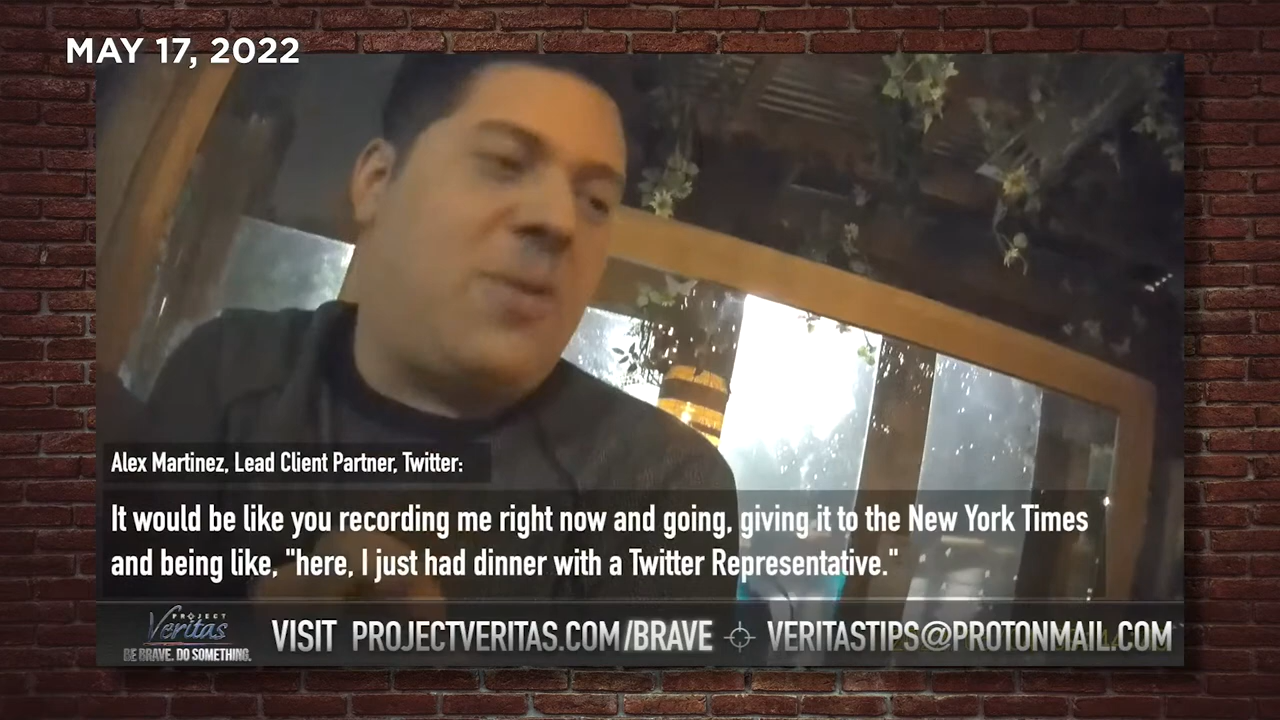 MAY 17, 2022
Alex Martinez, Lead Client Partner, Twitter:
It would be like you recording me right now and going, giving it to the New York Times
and being like, "here, I just had dinner with a Twitter Representative."
PROJECT
Veritas
BE BRAVE. DO SOMETHING.
VISIT PROJECTVERITAS.COM/BRAVE VERITASTIPS@PROTONMAIL.COM